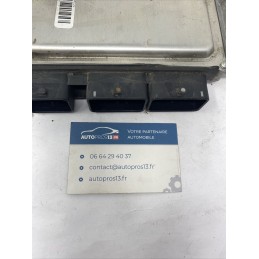 AUTOPROS13.FR
VOTRE PARTENAIRE
AUTOMOBILE
06 64 29 40 37
contact@autopros13.fr
autopros13.fr